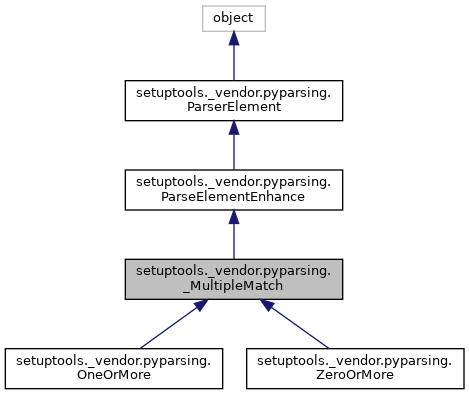 object
setuptools._vendor.pyparsing.
ParserElement
setuptools._vendor.pyparsing.
ParseElementEnhance
setuptools._vendor.pyparsing.
_MultipleMatch
setuptools._vendor.pyparsing.
OneOrMore
setuptools._vendor.pyparsing.
ZeroOrMore